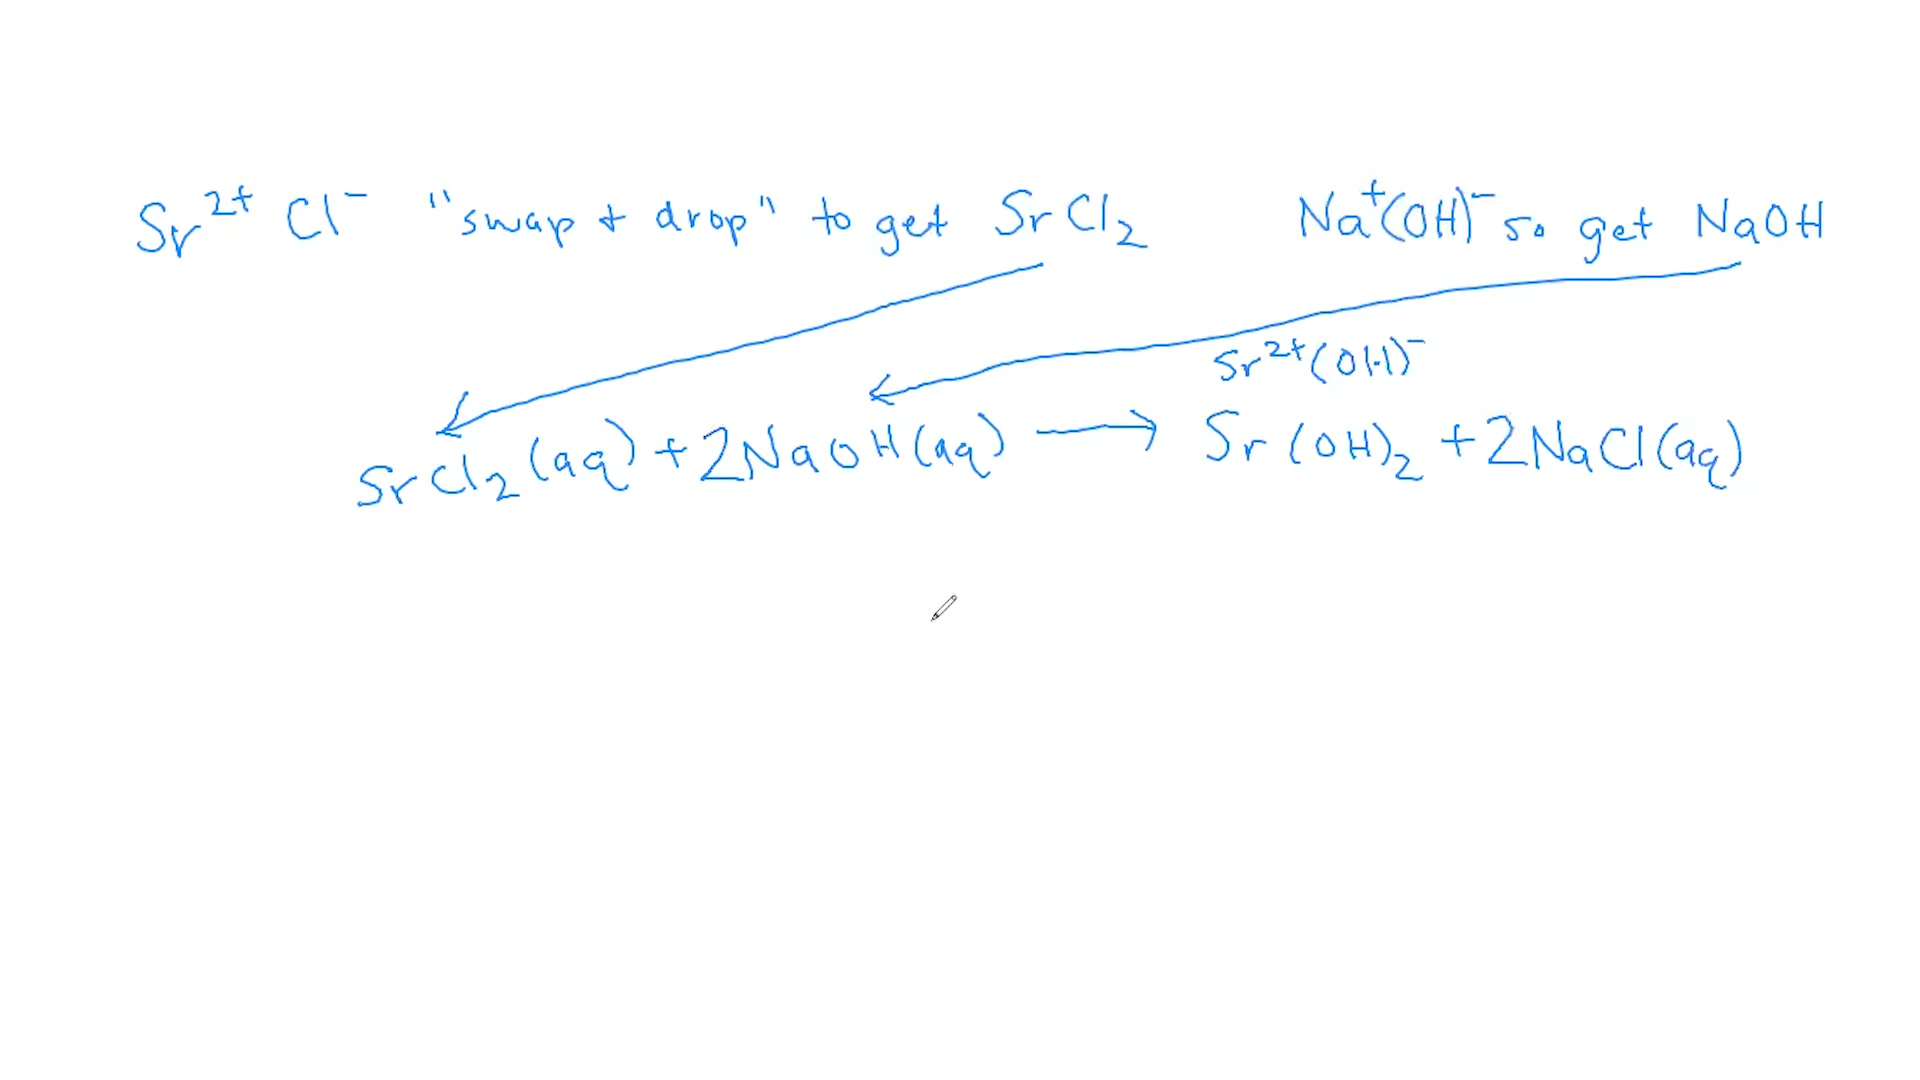 Sr²⁺ Cl⁻ "swap + drop" to get SrCl₂ Na⁺(OH)⁻ so get NaOH
Sr²⁺(OH)⁻
SrCl₂(aq) + 2NaOH(aq) → Sr(OH)₂ + 2NaCl(aq)